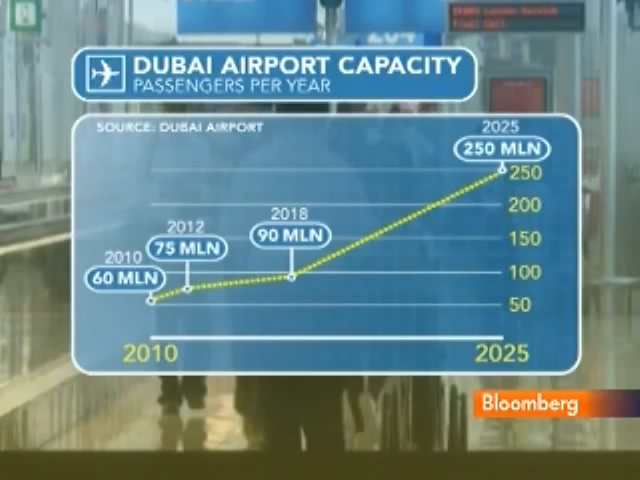 DUBAI AIRPORT CAPACITY
PASSENGERS PER YEAR
SOURCE: DUBAI AIRPORT
2025
250 MLN
250
200
2018
90 MLN
2012
75 MLN
150
2010
60 MLN
100
50
2010
2025
Bloomberg